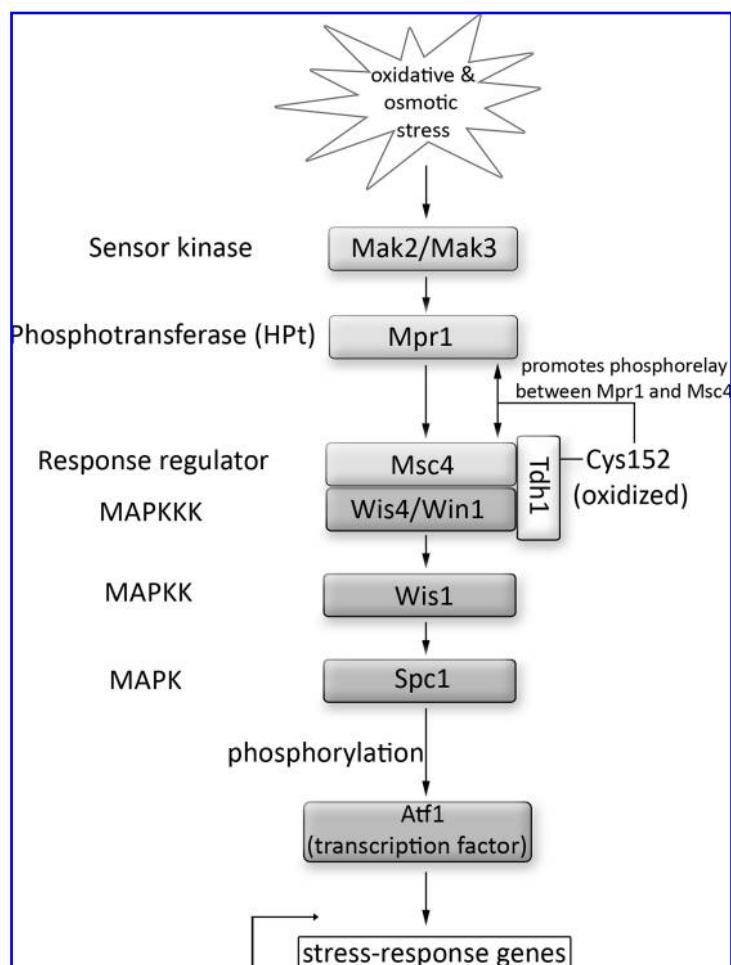 oxidative &
osmotic
stress
Sensor kinase
Mak2/Mak3
Phosphotransferase (HPt)
Mpr1
promotes phosphorelay
between Mpr1 and Msc4
Response regulator
Msc4
Tdh1
Cys152
(oxidized)
MAPKKK
Wis4/Win1
MAPKK
Wis1
MAPK
Spc1
phosphorylation
Atf1
(transcription factor)
stress-response genes